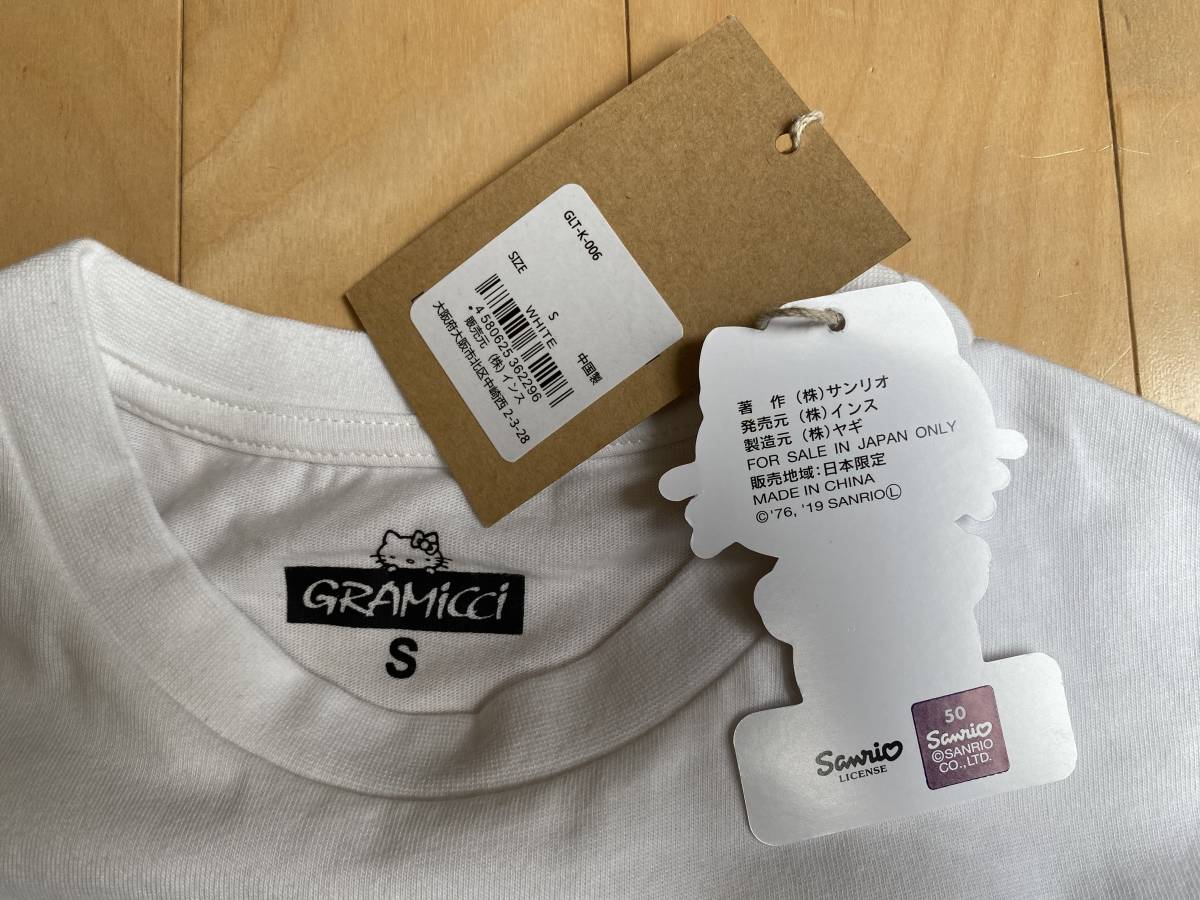 GLT-K-006
SIZE
S
WHITE
中国製
4 580625 362296
販売元 (株)インス
大阪府大阪市北区中崎西2-3-28
著 作 (株)サンリオ
発売元 (株)インス
製造元 (株)ヤギ
FOR SALE IN JAPAN ONLY
販売地域:日本限定
MADE IN CHINA
©'76, '19 SANRIO Ⓛ
Sanrio
LICENSE
50
Sanrio
©SANRIO
CO.,LTD.
GRAMiCCi
S